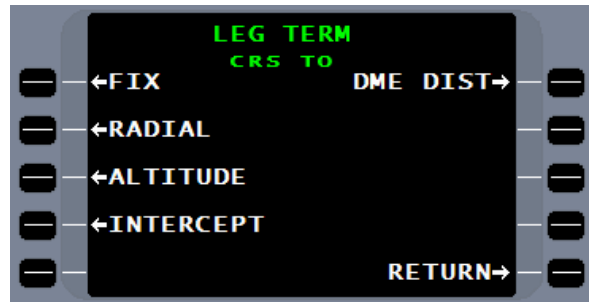 LEG TERM
CRS TO
←FIX DME DIST→
←RADIAL
←ALTITUDE
←INTERCEPT
RETURN→